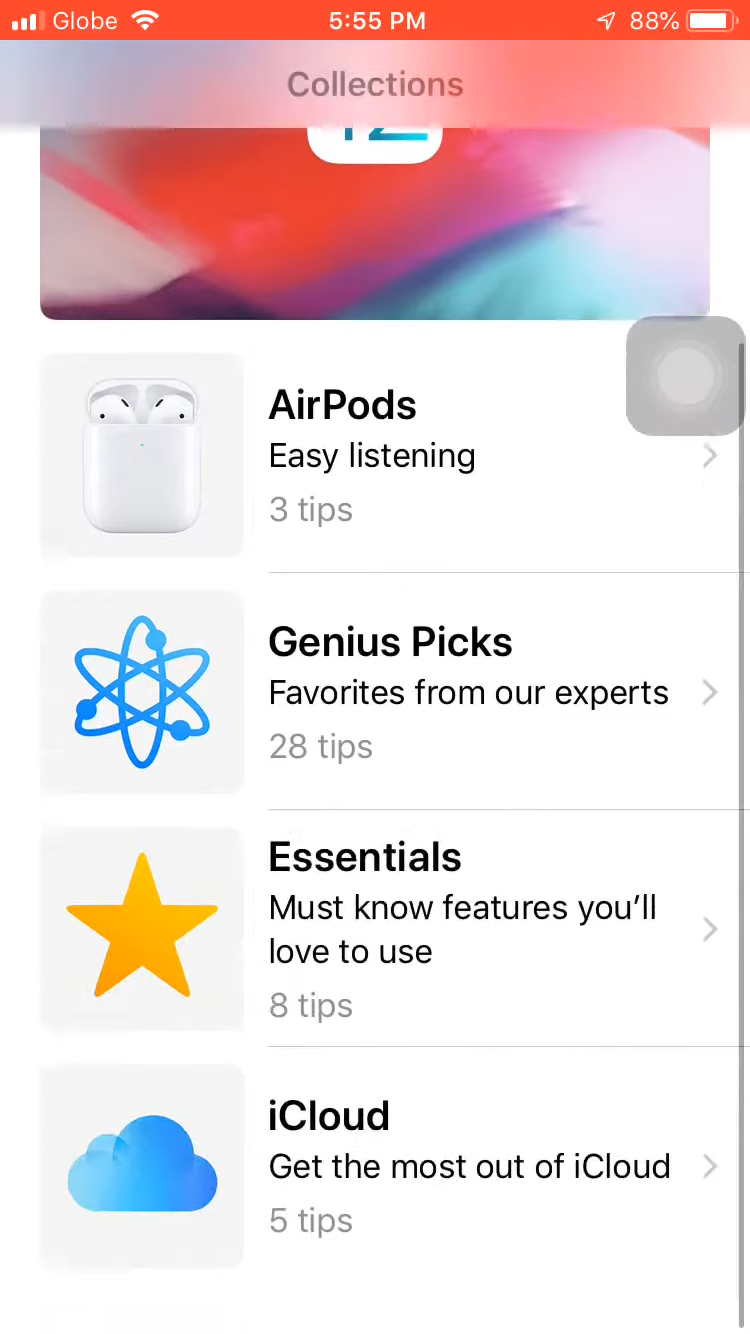 Globe 5:55 PM 88%
Collections
AirPods
Easy listening
3 tips
Genius Picks
Favorites from our experts
28 tips
Essentials
Must know features you’ll
love to use
8 tips
iCloud
Get the most out of iCloud
5 tips